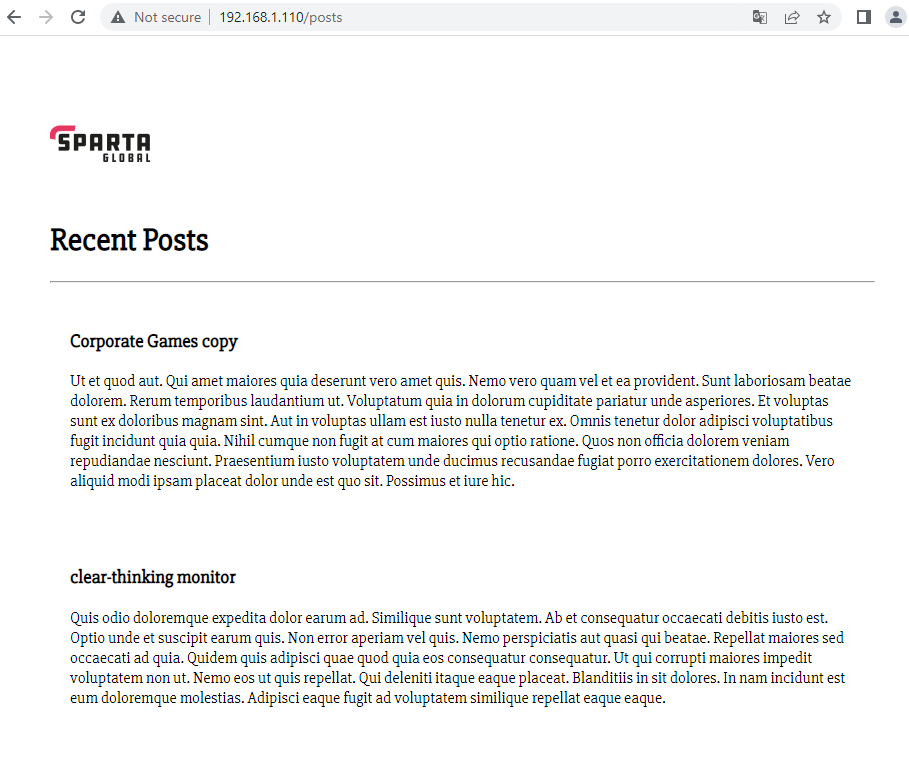 Not secure 192.168.1.110/posts
SPARTA
GLOBAL
Recent Posts
Corporate Games copy
Ut et quod aut. Qui amet maiores quia deserunt vero amet quis. Nemo vero quam vel et ea provident. Sunt laboriosam beatae
dolorem. Rerum temporibus laudantium ut. Voluptatum quia in dolorum cupiditate pariatur unde asperiores. Et voluptas
sunt ex doloribus magnam sint. Aut in voluptas ullam est iusto nulla tenetur ex. Omnis tenetur dolor adipisci voluptatibus
fugit incidunt quia quia. Nihil cumque non fugit at cum maiores qui optio ratione. Quos non officia dolorem veniam
repudiandae nesciunt. Praesentium iusto voluptatem unde ducimus recusandae fugiat porro exercitationem dolores. Vero
aliquid modi ipsam placeat dolor unde est quo sit. Possimus et iure hic.
clear-thinking monitor
Quis odio doloremque expedita dolor earum ad. Similique sunt voluptatem. Ab et consequatur occaecati debitis iusto est.
Optio unde et suscipit earum quis. Non error aperiam vel quis. Nemo perspiciatis aut quasi qui beatae. Repellat maiores sed
occaecati ad quia. Quidem quis adipisci quae quod quia eos consequatur consequatur. Ut qui corrupti maiores impedit
voluptatem non ut. Nemo eos ut quis repellat. Qui deleniti itaque eaque placeat. Blanditiis in sit dolores. In nam incidunt est
eum doloremque molestias. Adipisci eaque fugit ad voluptatem similique repellat eaque eaque.